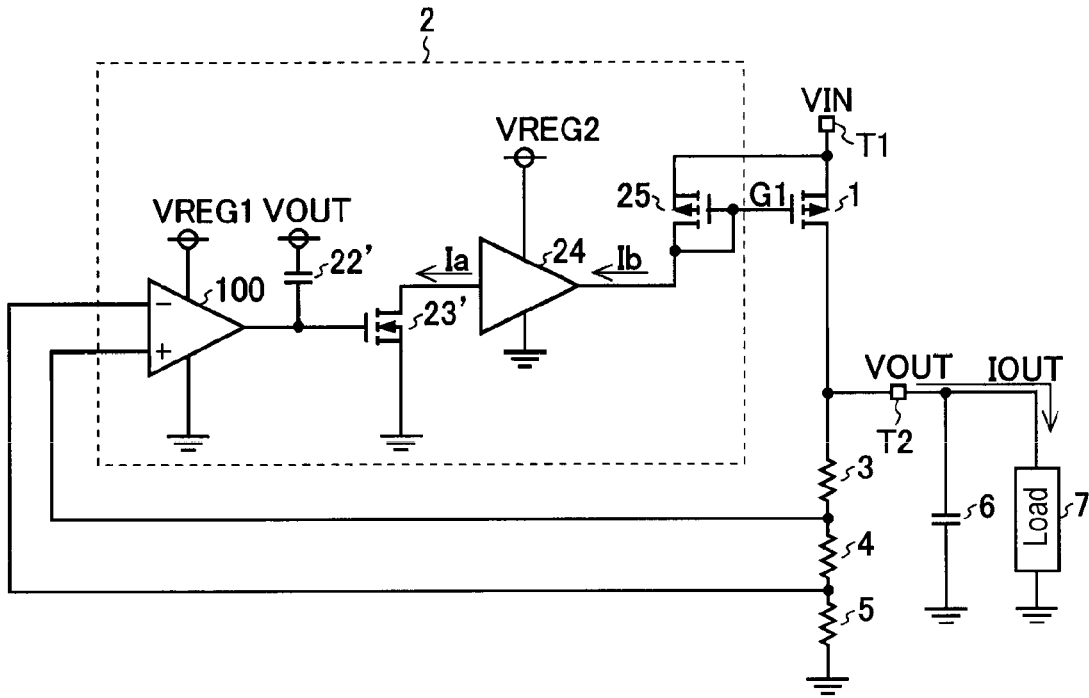 2
VIN
T1
VREG2
25
G1
1
VREG1
VOUT
22'
Ia
24
Ib
100
23'
−
+
VOUT
IOUT
T2
3
6
Load
7
4
5